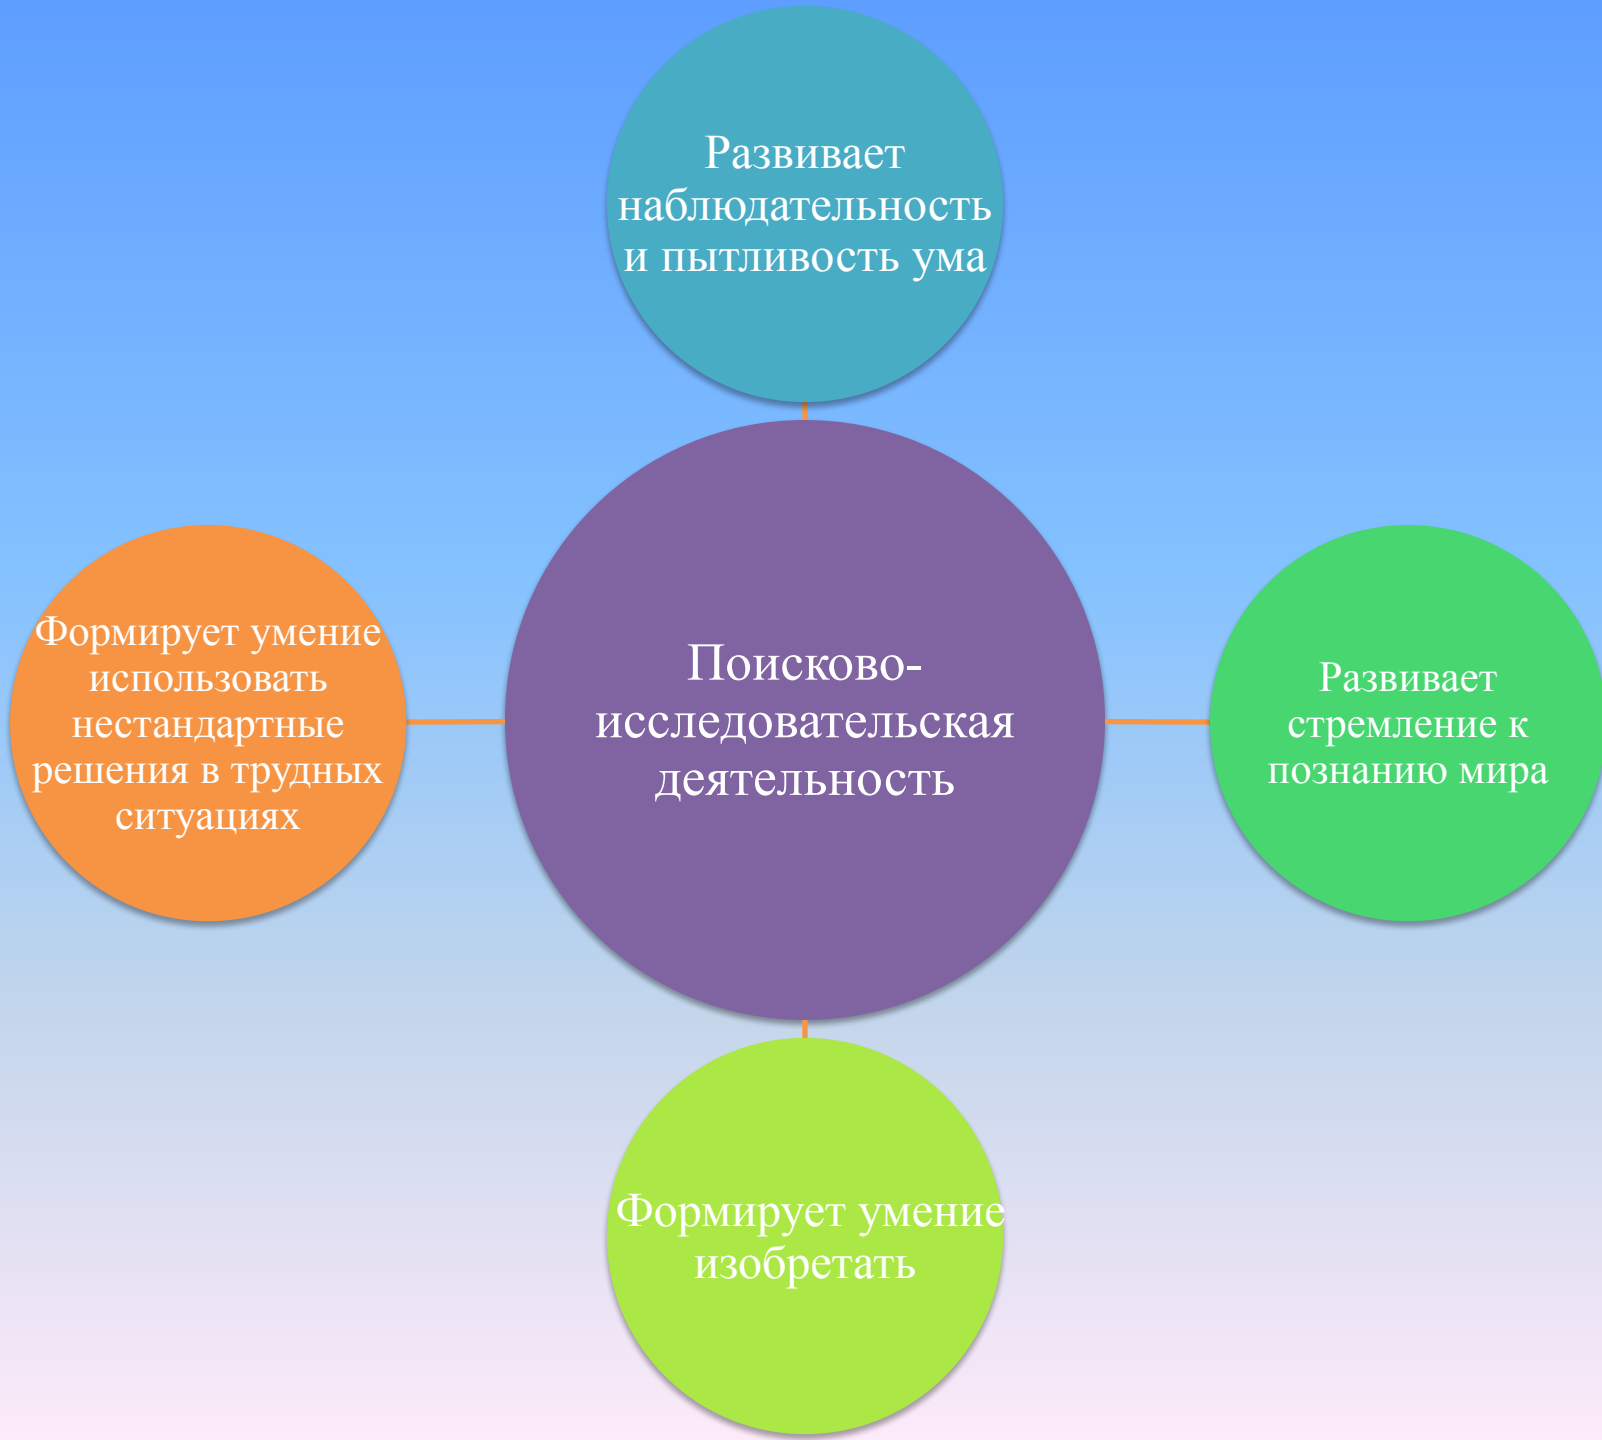 Развивает
наблюдательность
и пытливость ума
Формирует умение
использовать
нестандартные
решения в трудных
ситуациях
Поисково-
исследовательская
деятельность
Развивает
стремление к
познанию мира
Формирует умение
изобретать